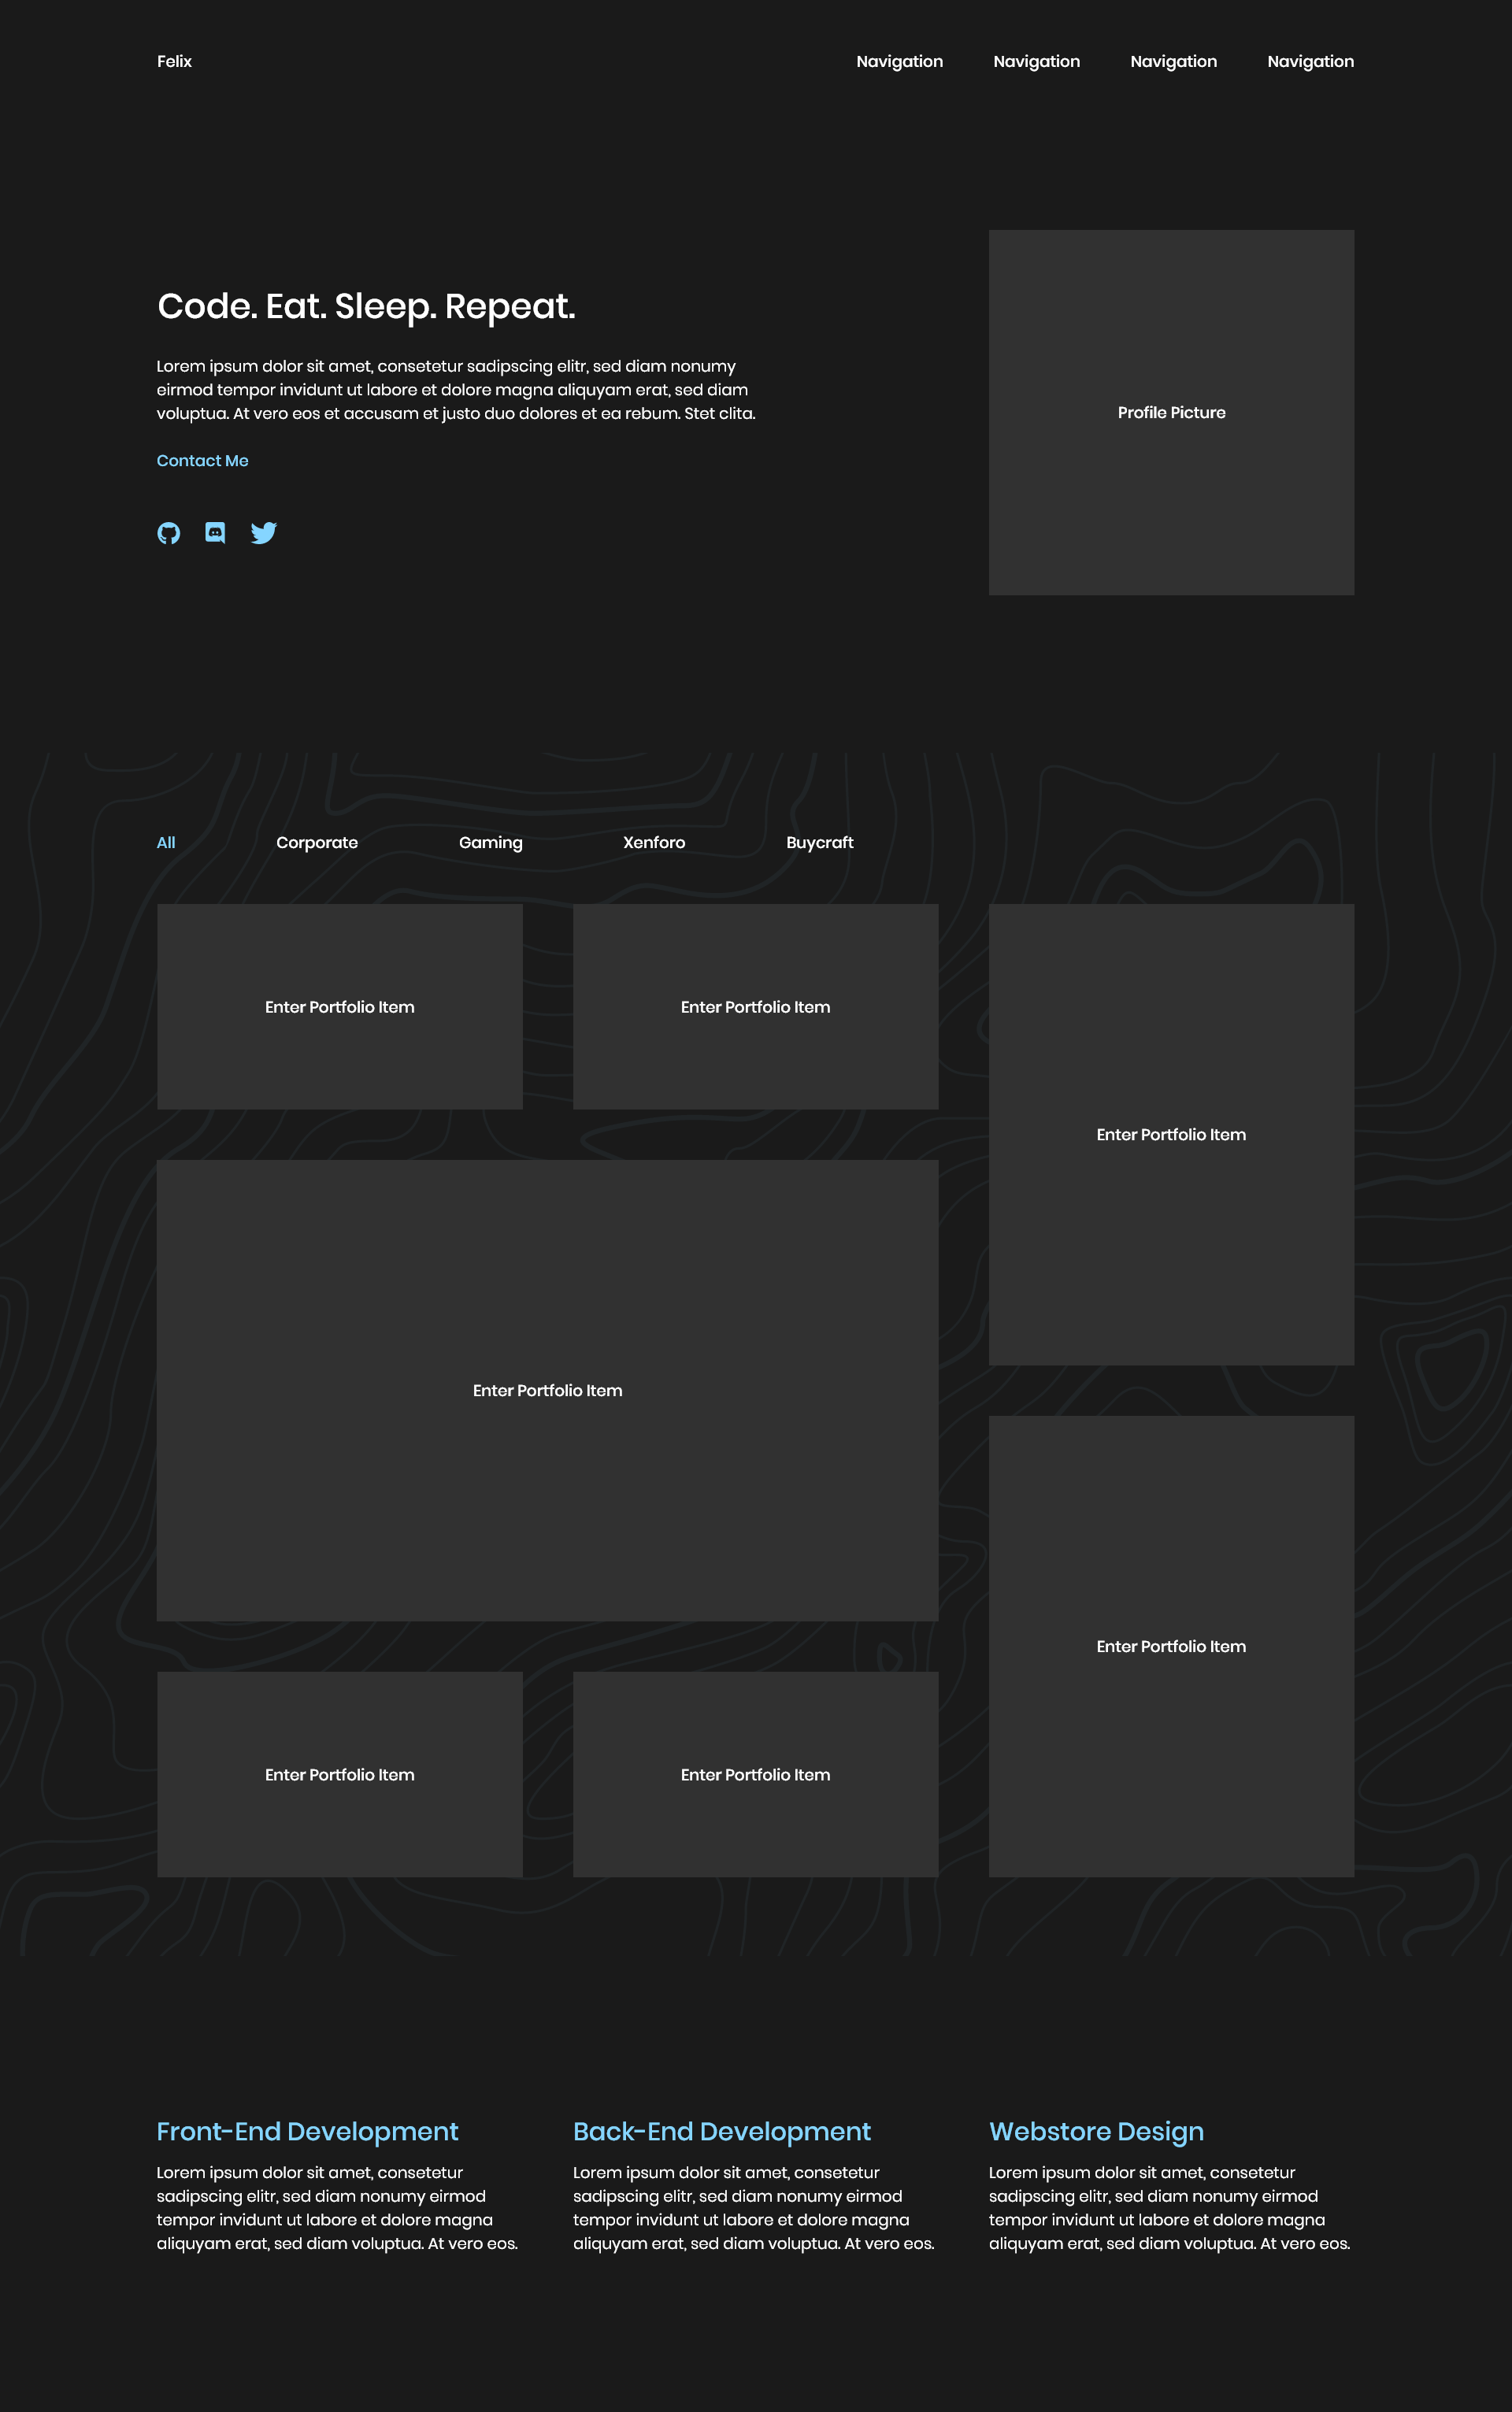 Felix
Navigation
Navigation
Navigation
Navigation
Code. Eat. Sleep. Repeat.
Lorem ipsum dolor sit amet, consetetur sadipscing elitr, sed diam nonumy
eirmod tempor invidunt ut labore et dolore magna aliquyam erat, sed diam
voluptua. At vero eos et accusam et justo duo dolores et ea rebum. Stet clita.
Contact Me
Profile Picture
All
Corporate
Gaming
Xenforo
Buycraft
Enter Portfolio Item
Enter Portfolio Item
Enter Portfolio Item
Enter Portfolio Item
Enter Portfolio Item
Enter Portfolio Item
Enter Portfolio Item
Front-End Development
Lorem ipsum dolor sit amet, consetetur
sadipscing elitr, sed diam nonumy eirmod
tempor invidunt ut labore et dolore magna
aliquyam erat, sed diam voluptua. At vero eos.
Back-End Development
Lorem ipsum dolor sit amet, consetetur
sadipscing elitr, sed diam nonumy eirmod
tempor invidunt ut labore et dolore magna
aliquyam erat, sed diam voluptua. At vero eos.
Webstore Design
Lorem ipsum dolor sit amet, consetetur
sadipscing elitr, sed diam nonumy eirmod
tempor invidunt ut labore et dolore magna
aliquyam erat, sed diam voluptua. At vero eos.